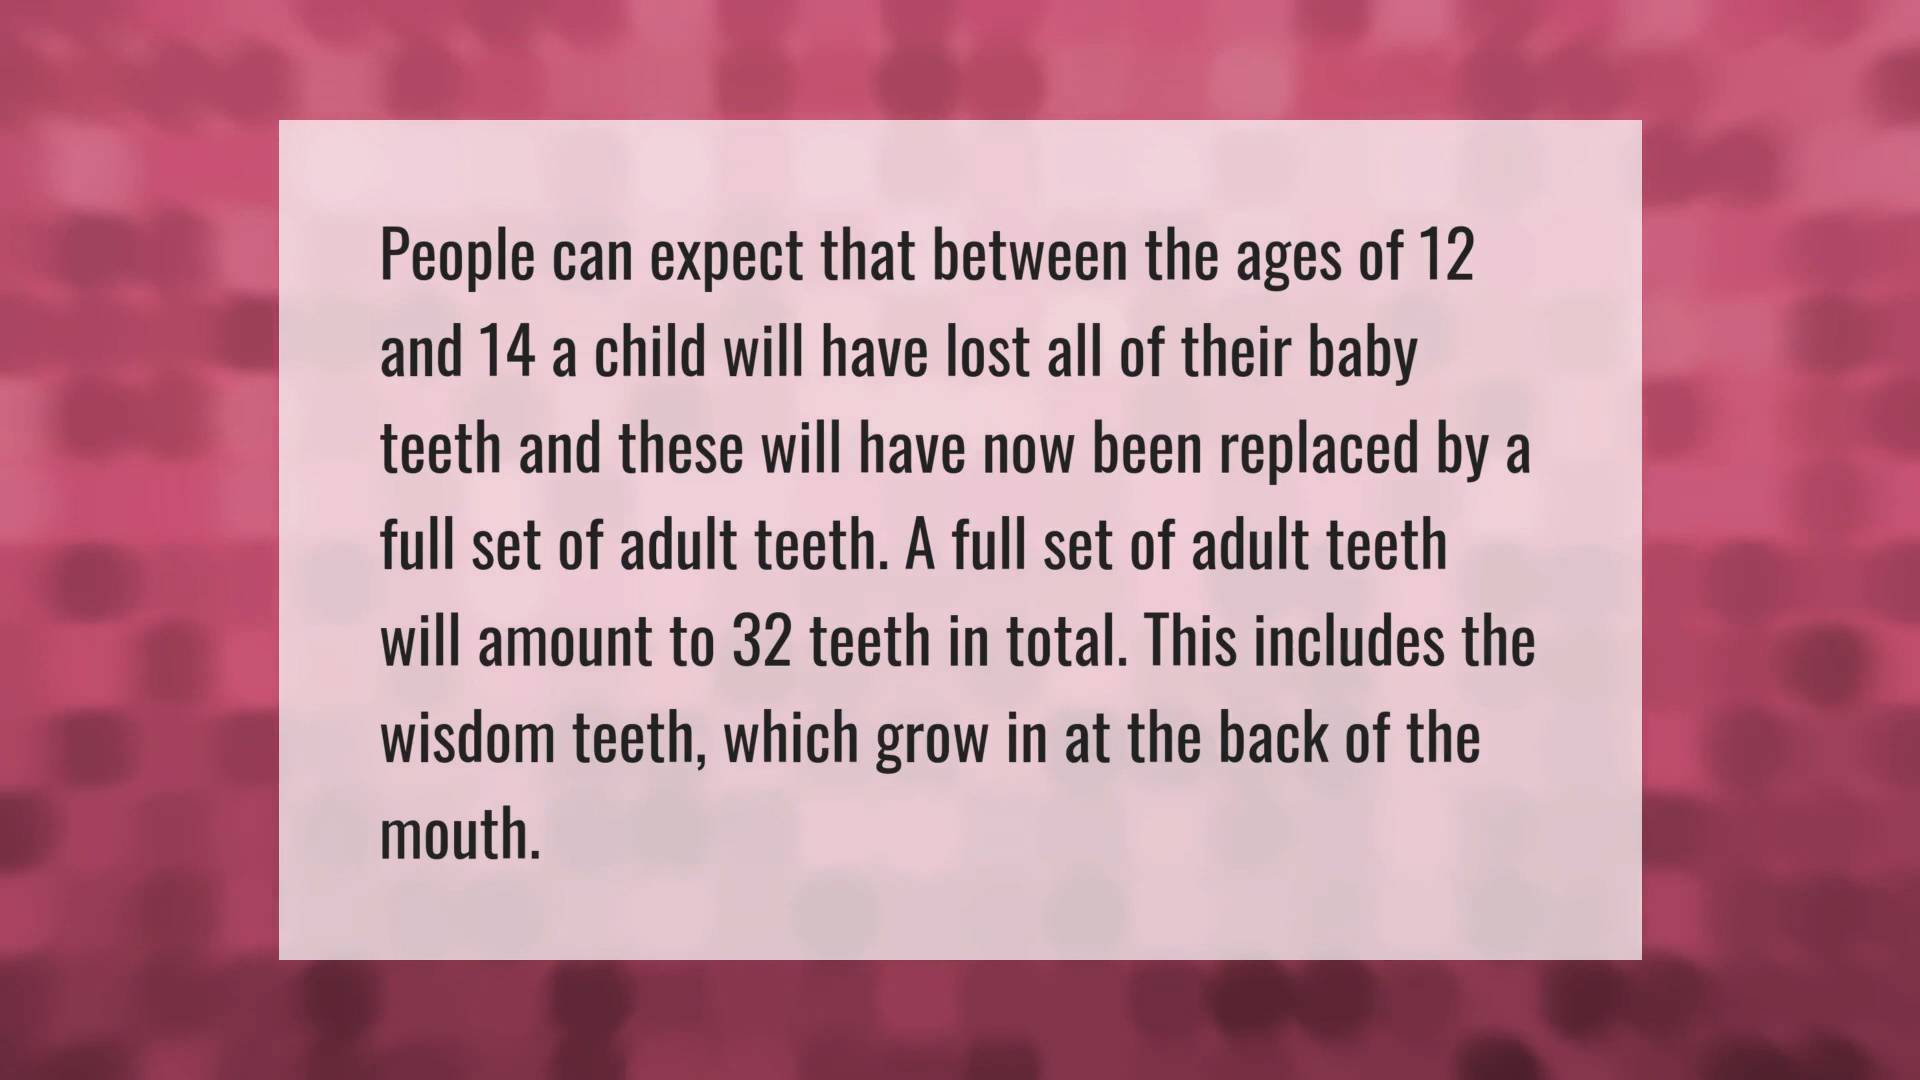 People can expect that between the ages of 12
and 14 a child will have lost all of their baby
teeth and these will have now been replaced by a
full set of adult teeth. A full set of adult teeth
will amount to 32 teeth in total. This includes the
wisdom teeth, which grow in at the back of the
mouth.